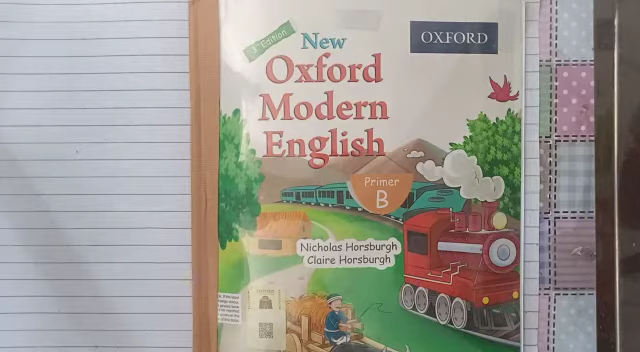 3rd Edition
New
Oxford
Modern
English
OXFORD
Primer
B
Nicholas Horsburgh
Claire Horsburgh